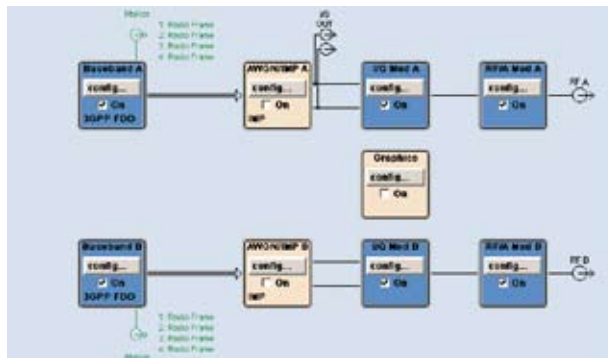 Marker
1: Radio Frame
2: Radio Frame
3: Radio Frame
4: Radio Frame
I/Q
OUT
Baseband A
config...
On
3GPP FDD
AWGN/IMP A
config...
On
IMP
I/Q Mod A
config...
On
RF/A Mod A
config...
On
RF A
Graphics
config...
On
Baseband B
config...
On
3GPP FDD
AWGN/IMP B
config...
On
IMP
I/Q Mod B
config...
On
RF/A Mod B
config...
On
RF B
1: Radio Frame
2: Radio Frame
3: Radio Frame
4: Radio Frame
Marker